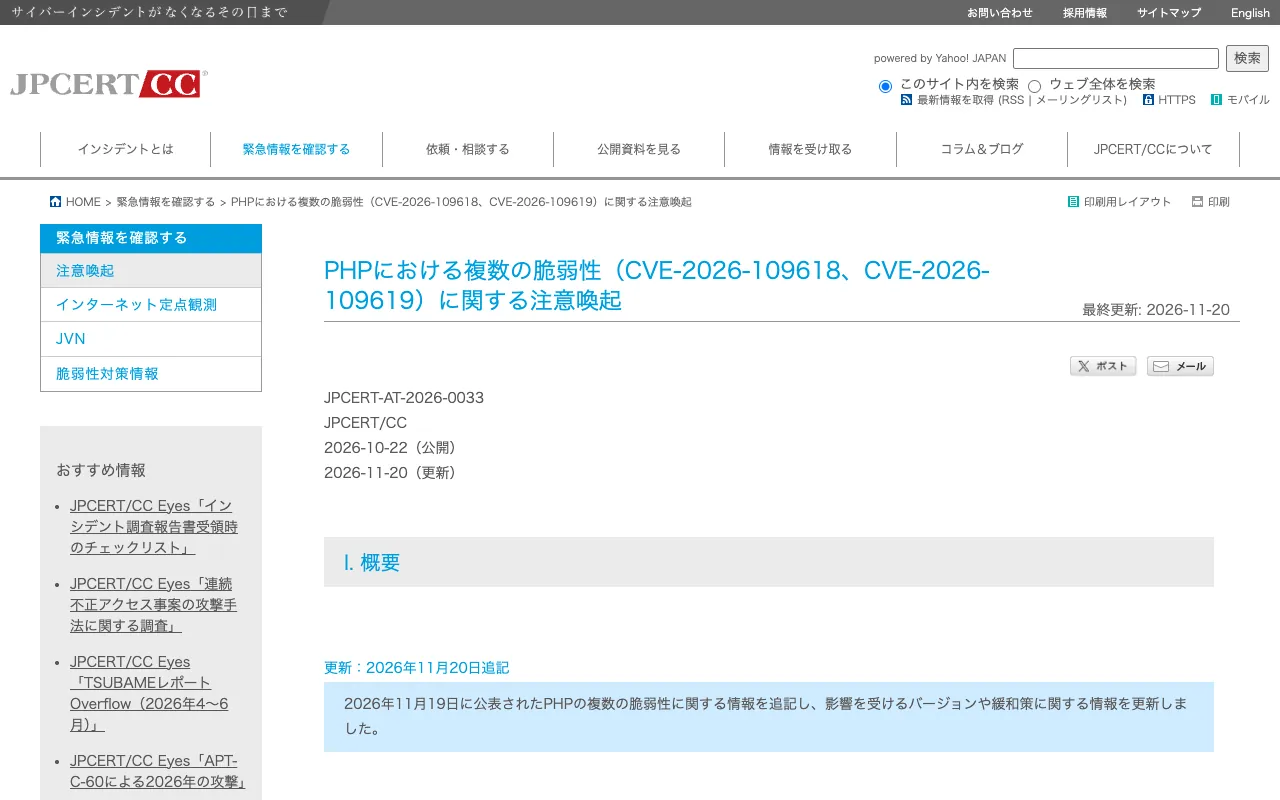 サイバーインシデントがなくなるその日まで
お問い合わせ 採用情報 サイトマップ English
JPCERT CC®
powered by Yahoo! JAPAN 検索
このサイト内を検索 ウェブ全体を検索
最新情報を取得 (RSS | メーリングリスト) HTTPS モバイル
インシデントとは 緊急情報を確認する 依頼・相談する 公開資料を見る 情報を受け取る コラム＆ブログ JPCERT/CCについて
HOME > 緊急情報を確認する > PHPにおける複数の脆弱性（CVE-2026-109618、CVE-2026-109619）に関する注意喚起
印刷用レイアウト 印刷
緊急情報を確認する
注意喚起
インターネット定点観測
JVN
脆弱性対策情報
おすすめ情報
JPCERT/CC Eyes「イン
シデント調査報告書受領時
のチェックリスト」
JPCERT/CC Eyes「連続
不正アクセス事案の攻撃手
法に関する調査」
JPCERT/CC Eyes
「TSUBAMEレポート
Overflow（2026年4～6
月）」
JPCERT/CC Eyes「APT-
C-60による2026年の攻撃」
PHPにおける複数の脆弱性（CVE-2026-109618、CVE-2026-
109619）に関する注意喚起
最終更新: 2026-11-20
ポスト メール
JPCERT-AT-2026-0033
JPCERT/CC
2026-10-22（公開）
2026-11-20（更新）
I. 概要
更新：2026年11月20日追記
2026年11月19日に公表されたPHPの複数の脆弱性に関する情報を追記し、影響を受けるバージョンや緩和策に関する情報を更新しま
した。